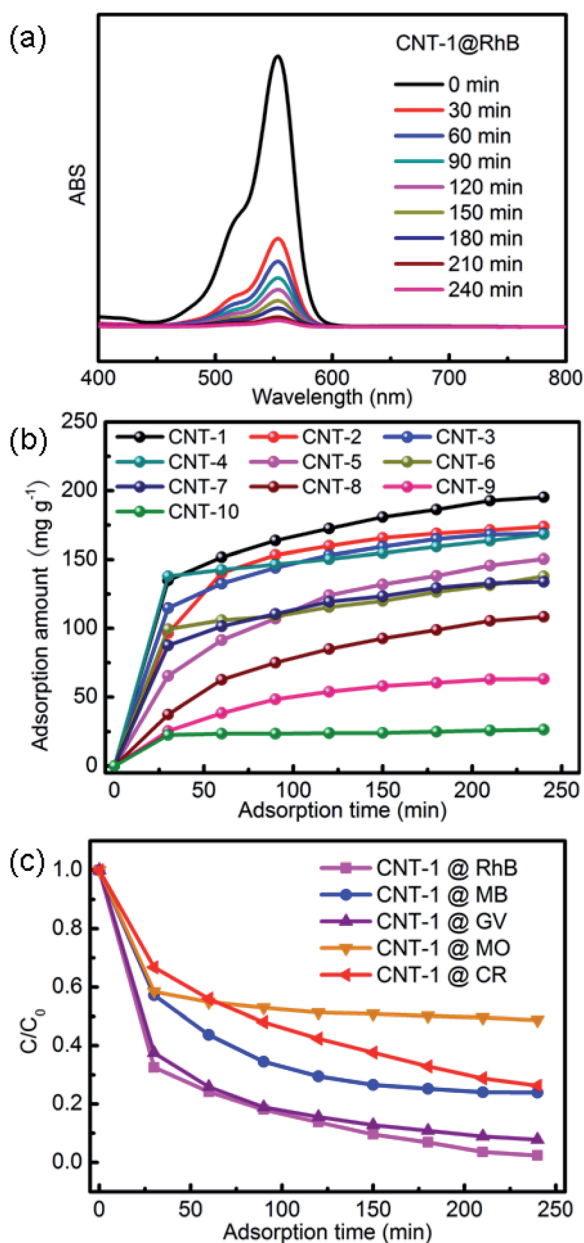 (a)
CNT-1@RhB
0 min
30 min
60 min
90 min
120 min
150 min
180 min
210 min
240 min
ABS
400 500 600 700 800
Wavelength (nm)
(b)
250
200
150
100
50
0
CNT-1 CNT-2 CNT-3
CNT-4 CNT-5 CNT-6
CNT-7 CNT-8 CNT-9
CNT-10
Adsorption amount (mg g⁻¹)
0 50 100 150 200 250
Adsorption time (min)
(c)
1.0
0.8
0.6
0.4
0.2
0.0
CNT-1 @ RhB
CNT-1 @ MB
CNT-1 @ GV
CNT-1 @ MO
CNT-1 @ CR
C/C₀
0 50 100 150 200 250
Adsorption time (min)